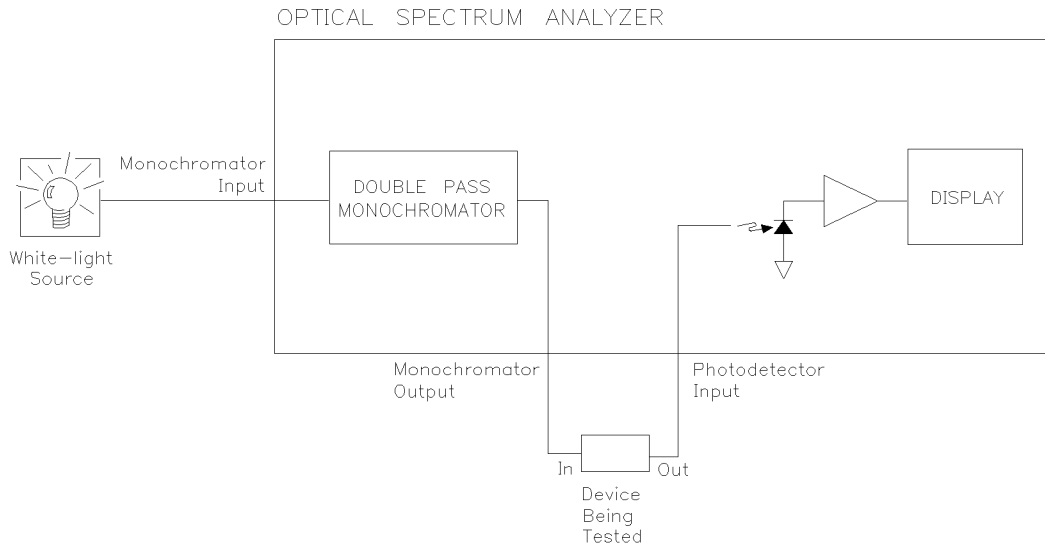 OPTICAL SPECTRUM ANALYZER
Monochromator
Input
DOUBLE PASS
MONOCHROMATOR
DISPLAY
White-light
Source
Monochromator
Output
Photodetector
Input
In
Out
Device
Being
Tested